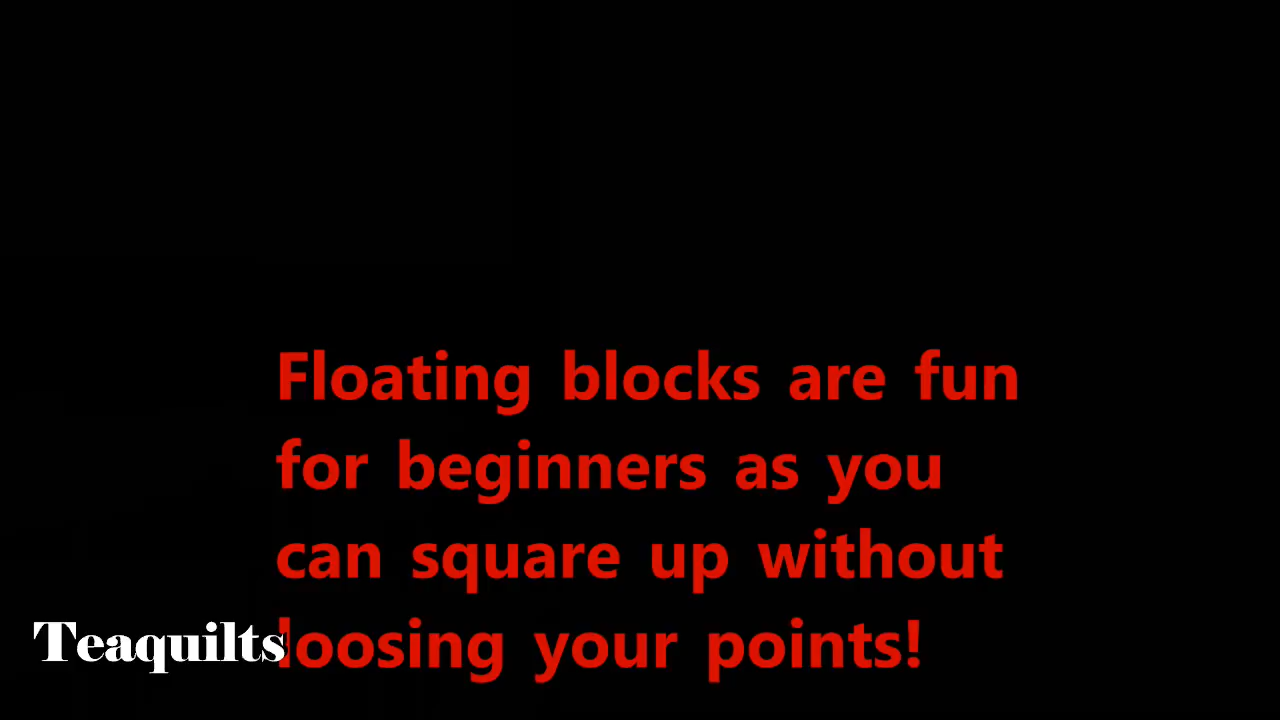 Floating blocks are fun
for beginners as you
can square up without
loosing your points!
Teaquilts